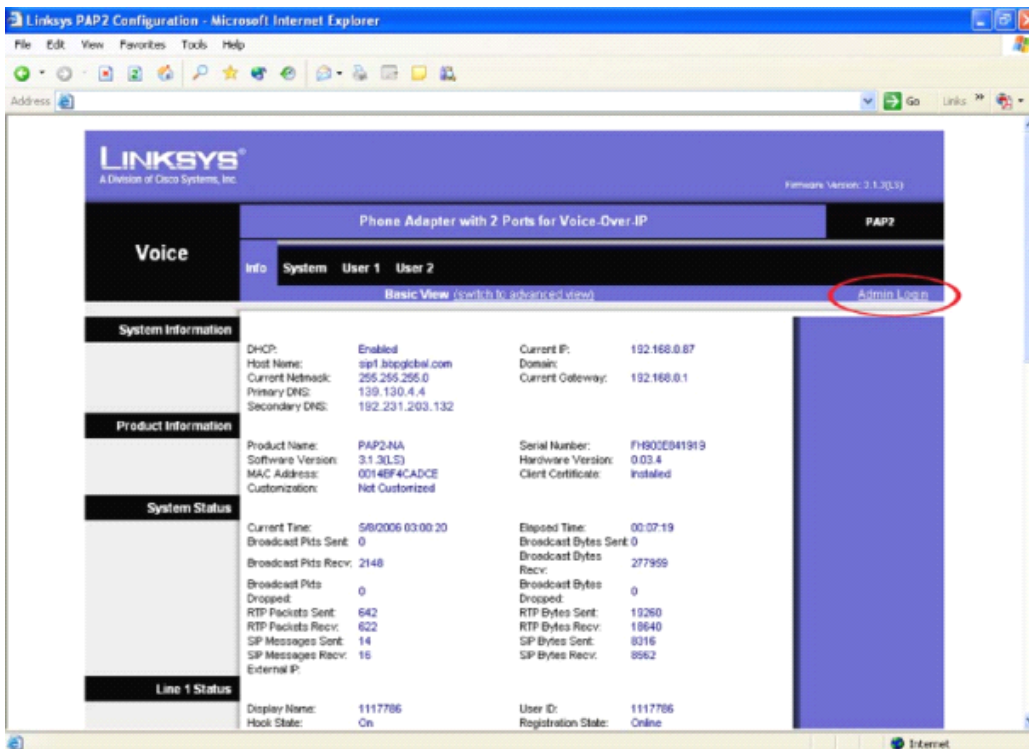 Linksys PAP2 Configuration - Microsoft Internet Explorer
File Edit View Favorites Tools Help
Address Go Links »
LINKSYS®
A Division of Cisco Systems, Inc.
Firmware Version: 3.1.3(LS)
Phone Adapter with 2 Ports for Voice-Over-IP PAP2
Voice
Info System User 1 User 2
Basic View (switch to advanced view) Admin Login
System Information
DHCP: Enabled Current IP: 192.168.0.87
Host Name: sip1.bbpglobal.com Domain:
Current Netmask: 255.255.255.0 Current Gateway: 192.168.0.1
Primary DNS: 139.130.4.4
Secondary DNS: 192.231.203.132
Product Information
Product Name: PAP2-NA Serial Number: FH900E841919
Software Version: 3.1.3(LS) Hardware Version: 0.03.4
MAC Address: 0014BF4CADCE Client Certificate: Installed
Customization: Not Customized
System Status
Current Time: 5/8/2006 03:00:20 Elapsed Time: 00:07:19
Broadcast Pkts Sent: 0 Broadcast Bytes Sent: 0
Broadcast Pkts Recv: 2148 Broadcast Bytes
Recv: 277959
Broadcast Pkts
Dropped: 0 Broadcast Bytes
Dropped: 0
RTP Packets Sent: 642 RTP Bytes Sent: 19260
RTP Packets Recv: 622 RTP Bytes Recv: 18640
SIP Messages Sent: 14 SIP Bytes Sent: 8316
SIP Messages Recv: 16 SIP Bytes Recv: 8562
External IP:
Line 1 Status
Display Name: 1117786 User ID: 1117786
Hook State: On Registration State: Online
Internet